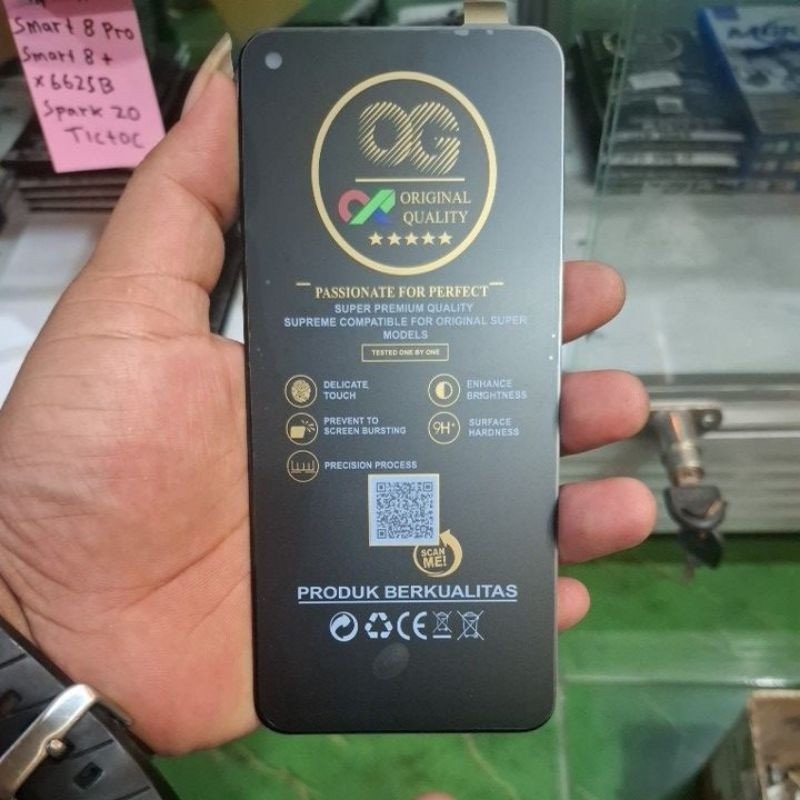 Smart 8 Pro
Smart 8+
X6625B
Spark 20
Tictoc
OG
ORIGINAL
QUALITY
PASSIONATE FOR PERFECT
SUPER PREMIUM QUALITY
SUPREME COMPATIBLE FOR ORIGINAL SUPER
MODELS
TESTED ONE BY ONE
DELICATE
TOUCH
ENHANCE
BRIGHTNESS
PREVENT TO
SCREEN BURSTING
9H+
SURFACE
HARDNESS
PRECISION PROCESS
SCAN
ME!
PRODUK BERKUALITAS
CE